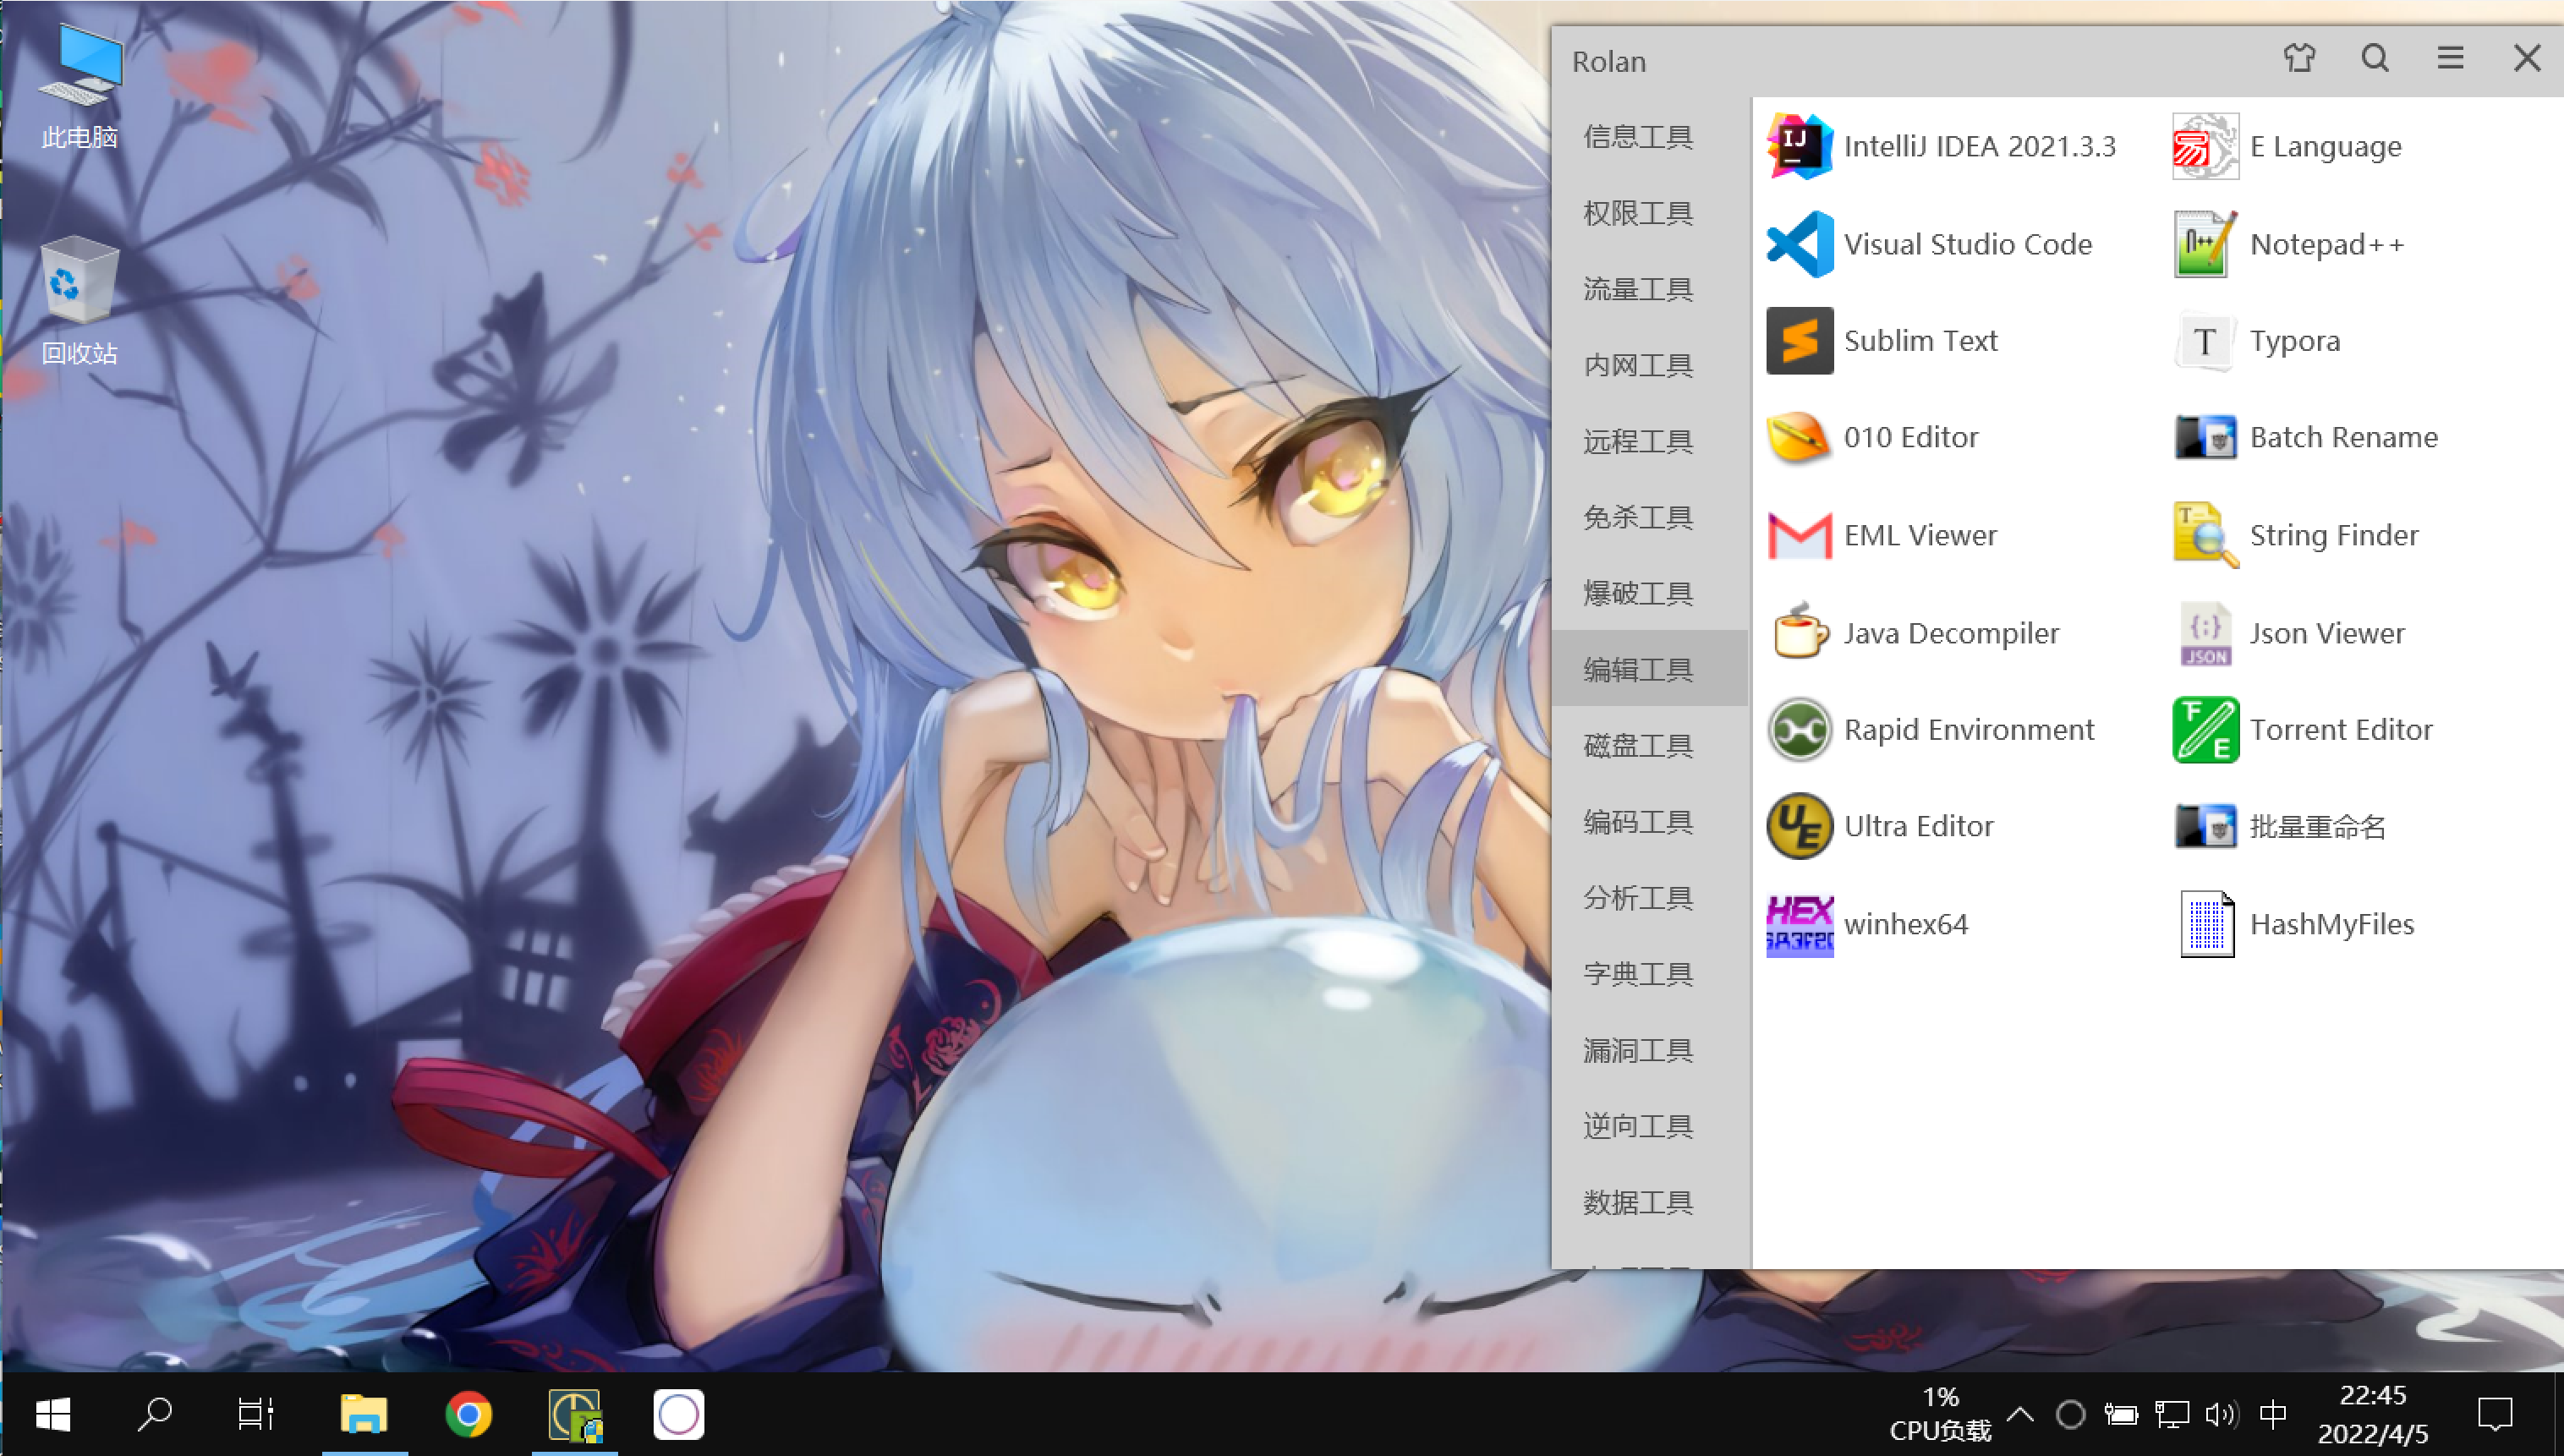 此电脑
回收站
Rolan
信息工具
权限工具
流量工具
内网工具
远程工具
免杀工具
爆破工具
编辑工具
磁盘工具
编码工具
分析工具
字典工具
漏洞工具
逆向工具
数据工具
IntelliJ IDEA 2021.3.3
E Language
Visual Studio Code
Notepad++
Sublim Text
Typora
010 Editor
Batch Rename
EML Viewer
String Finder
Java Decompiler
Json Viewer
Rapid Environment
Torrent Editor
Ultra Editor
批量重命名
winhex64
HashMyFiles
1%
CPU负载
中
22:45
2022/4/5